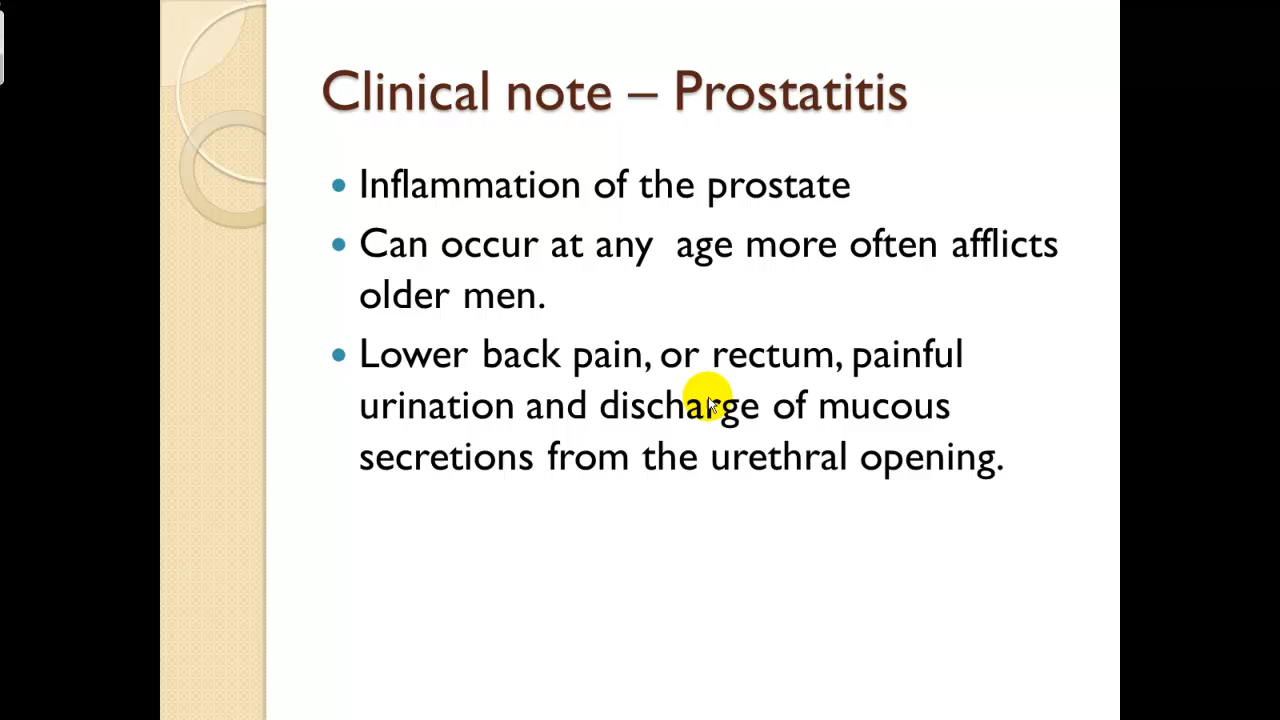 Clinical note – Prostatitis
• Inflammation of the prostate
• Can occur at any  age more often afflicts
older men.
• Lower back pain, or rectum, painful
urination and discharge of mucous
secretions from the urethral opening.